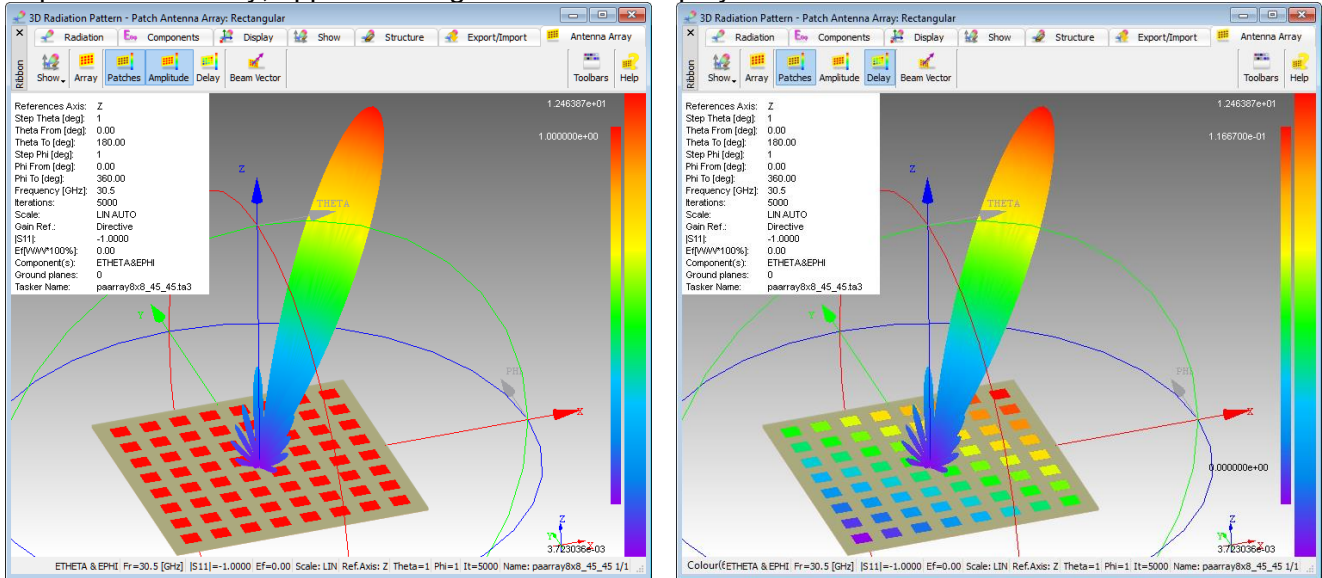 3D Radiation Pattern - Patch Antenna Array: Rectangular
Radiation Components Display Show Structure Export/Import Antenna Array
Ribbon
Show Array Patches Amplitude Delay Beam Vector Toolbars Help
References Axis: Z
Step Theta [deg]: 1
Theta From [deg]: 0.00
Theta To [deg]: 180.00
Step Phi [deg]: 1
Phi From [deg]: 0.00
Phi To [deg]: 360.00
Frequency [GHz]: 30.5
Iterations: 5000
Scale: LIN AUTO
Gain Ref.: Directive
|S11|: -1.0000
Ef[W/W*100%]: 0.00
Component(s): ETHETA&EPHI
Ground planes: 0
Tasker Name: paarray8x8_45_45.ta3
1.246387e+01
1.000000e+00
Z
THETA
Y
PHI
X
Z
Y X
3.723036e-03
ETHETA & EPHI Fr=30.5 [GHz] |S11|=-1.0000 Ef=0.00 Scale: LIN Ref.Axis: Z Theta=1 Phi=1 It=5000 Name: paarray8x8_45_45 1/1
3D Radiation Pattern - Patch Antenna Array: Rectangular
Radiation Components Display Show Structure Export/Import Antenna Array
Ribbon
Show Array Patches Amplitude Delay Beam Vector Toolbars Help
References Axis: Z
Step Theta [deg]: 1
Theta From [deg]: 0.00
Theta To [deg]: 180.00
Step Phi [deg]: 1
Phi From [deg]: 0.00
Phi To [deg]: 360.00
Frequency [GHz]: 30.5
Iterations: 5000
Scale: LIN AUTO
Gain Ref.: Directive
|S11|: -1.0000
Ef[W/W*100%]: 0.00
Component(s): ETHETA&EPHI
Ground planes: 0
Tasker Name: paarray8x8_45_45.ta3
1.246387e+01
1.166700e-01
Z
THETA
Y
PHI
X
0.000000e+00
Z
Y X
3.723036e-03
ETHETA & EPHI Fr=30.5 [GHz] |S11|=-1.0000 Ef=0.00 Scale: LIN Ref.Axis: Z Theta=1 Phi=1 It=5000 Name: paarray8x8_45_45 1/1